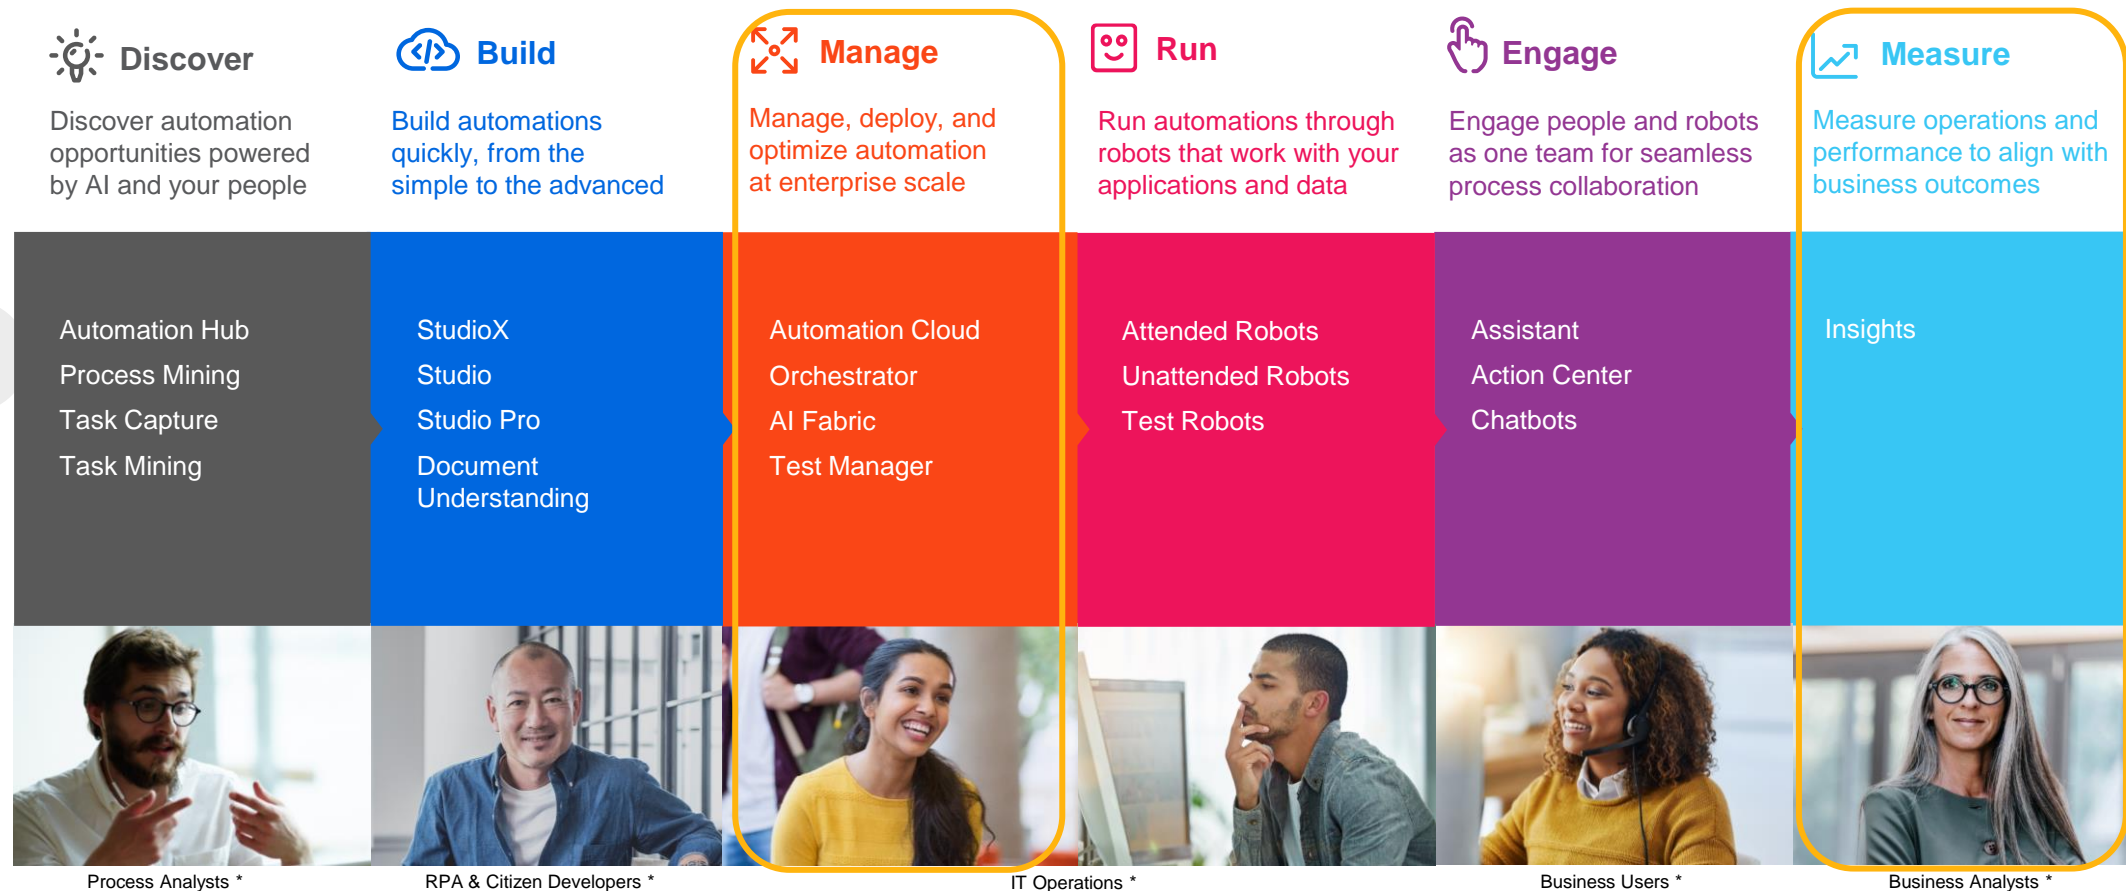 Discover
Discover automation
opportunities powered
by AI and your people
Automation Hub
Process Mining
Task Capture
Task Mining
Process Analysts *
Build
Build automations
quickly, from the
simple to the advanced
StudioX
Studio
Studio Pro
Document
Understanding
RPA & Citizen Developers *
Manage
Manage, deploy, and
optimize automation
at enterprise scale
Automation Cloud
Orchestrator
AI Fabric
Test Manager
Run
Run automations through
robots that work with your
applications and data
Attended Robots
Unattended Robots
Test Robots
IT Operations *
Engage
Engage people and robots
as one team for seamless
process collaboration
Assistant
Action Center
Chatbots
Business Users *
Measure
Measure operations and
performance to align with
business outcomes
Insights
Business Analysts *